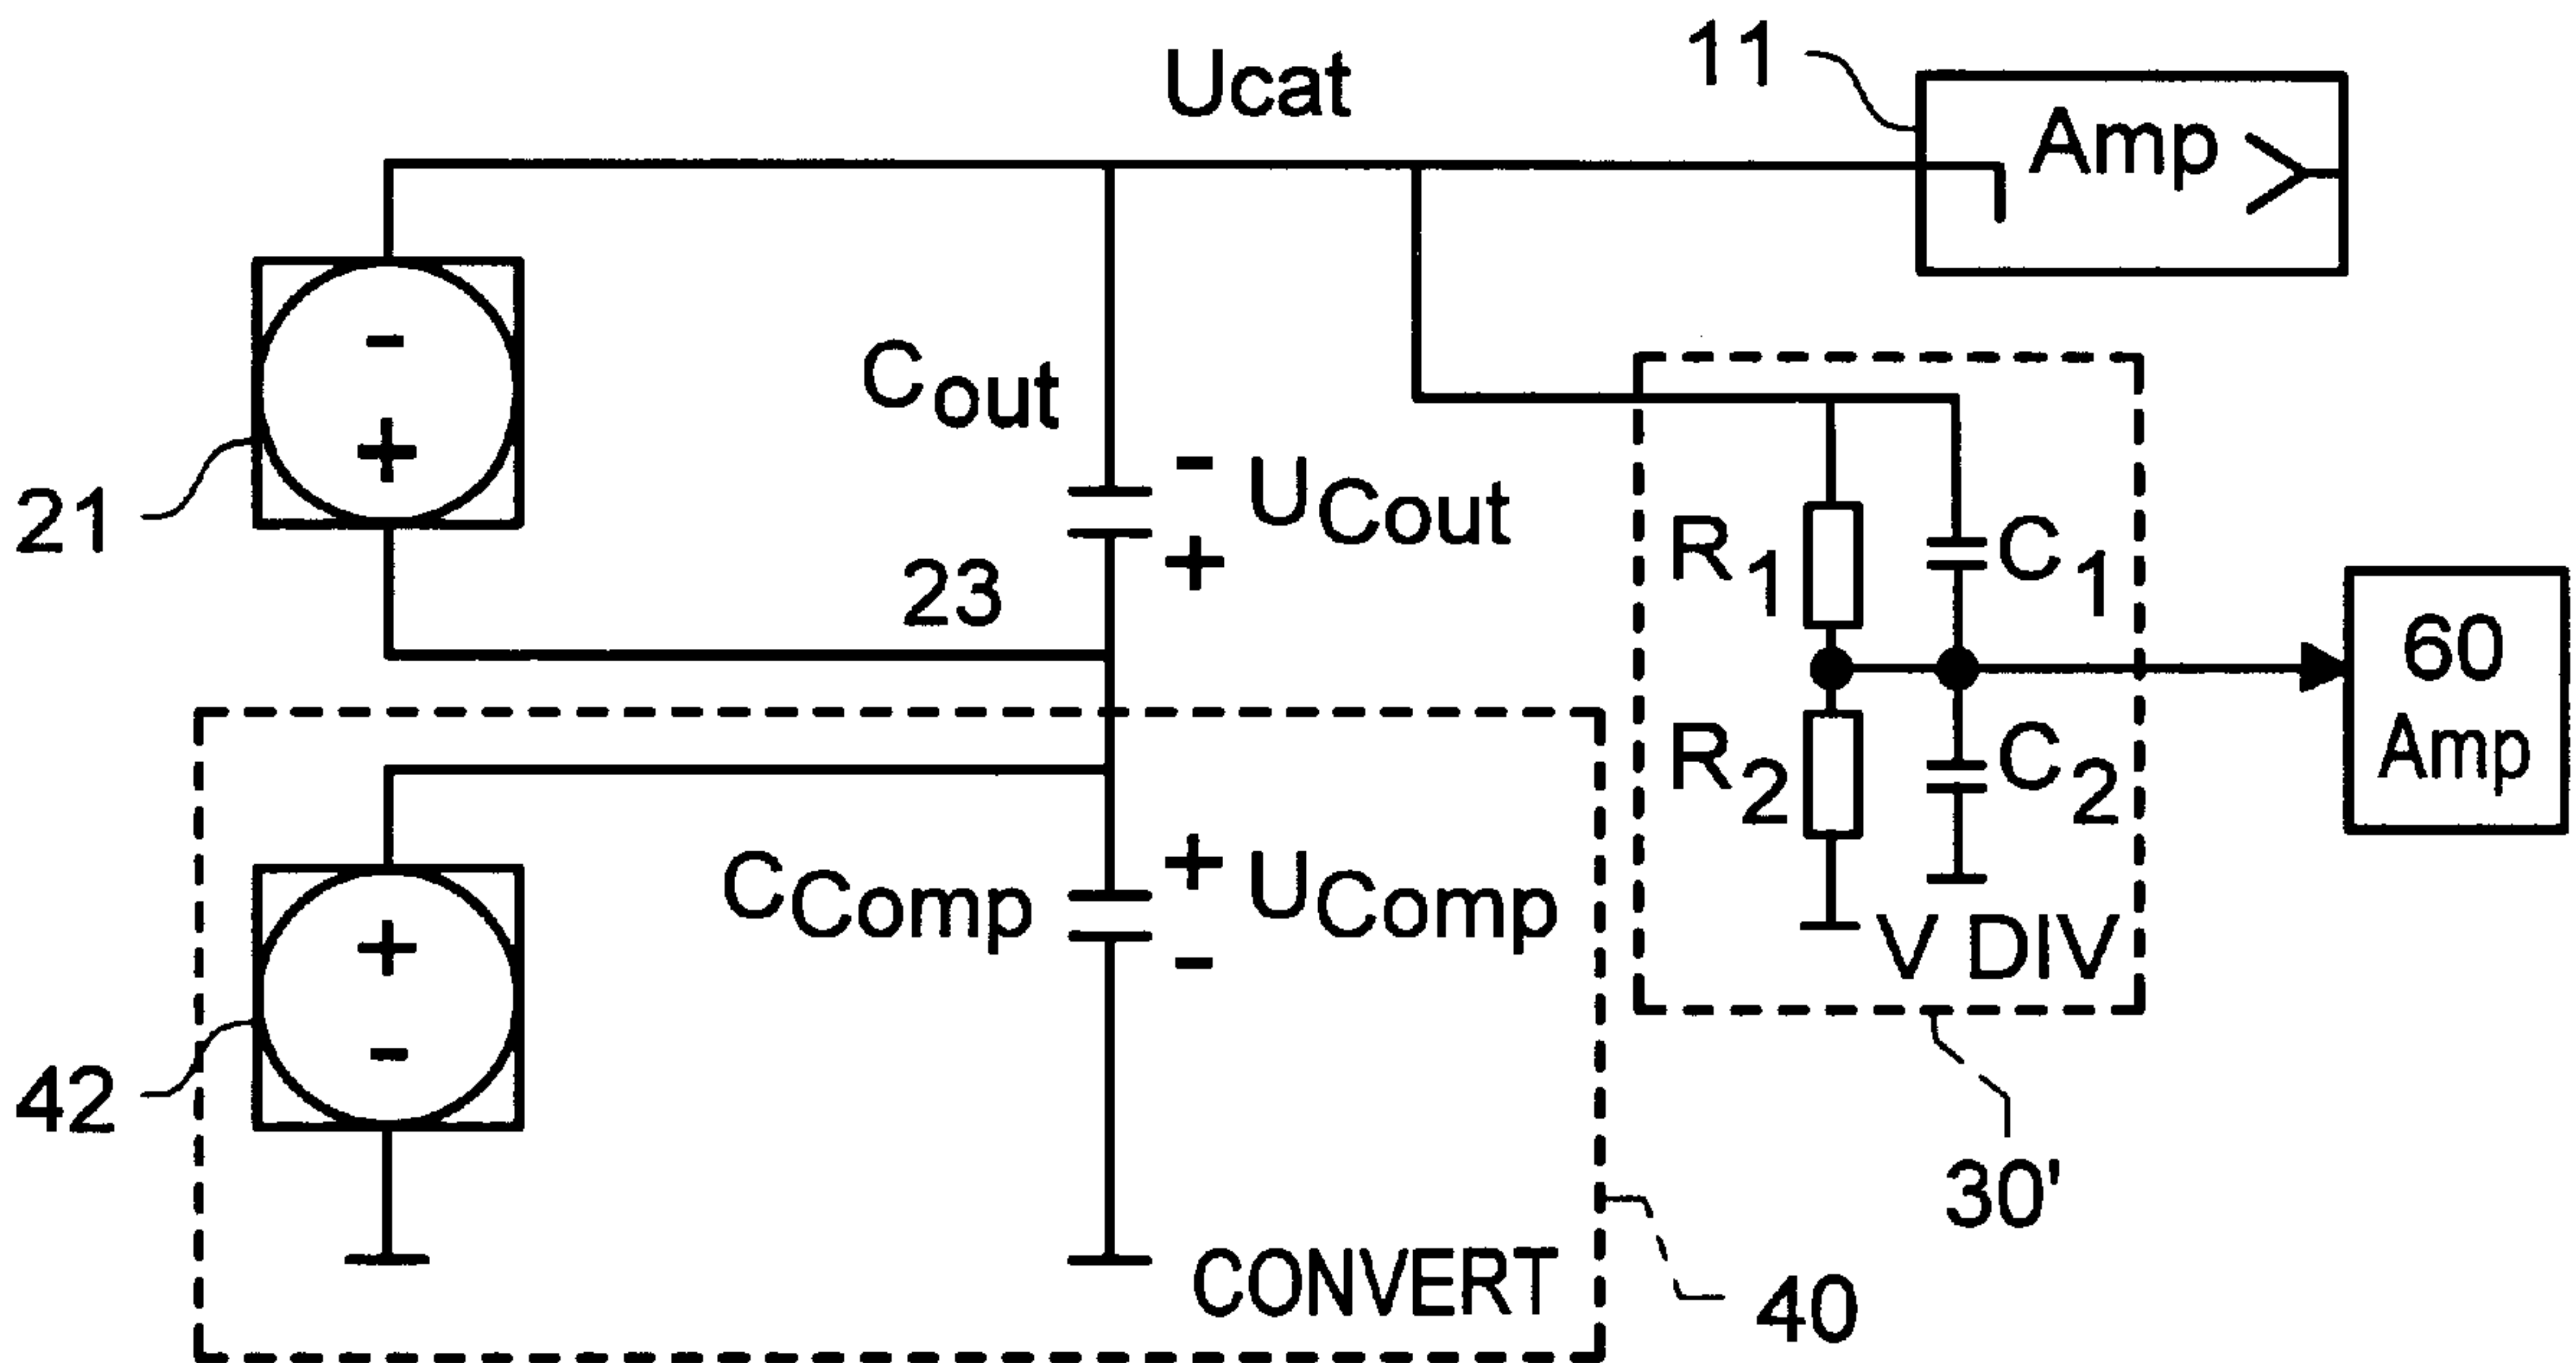 Ucat
11
Amp
-
+
21
Cout
- UCout
+
23
R1
C1
60
Amp
R2
C2
V DIV
30'
+
-
42
CComp
+ UComp
-
CONVERT
40